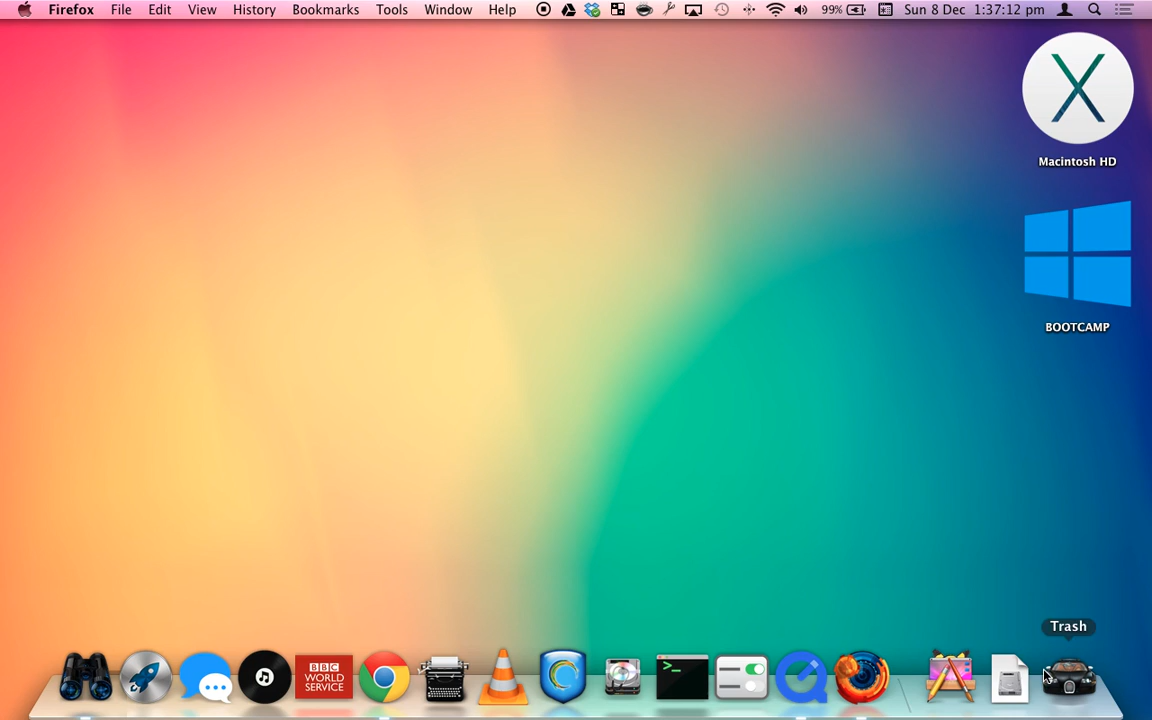 Firefox File Edit View History Bookmarks Tools Window Help 99% Sun 8 Dec 1:37:12 pm
Macintosh HD
BOOTCAMP
Trash
BBC
WORLD
SERVICE
>_